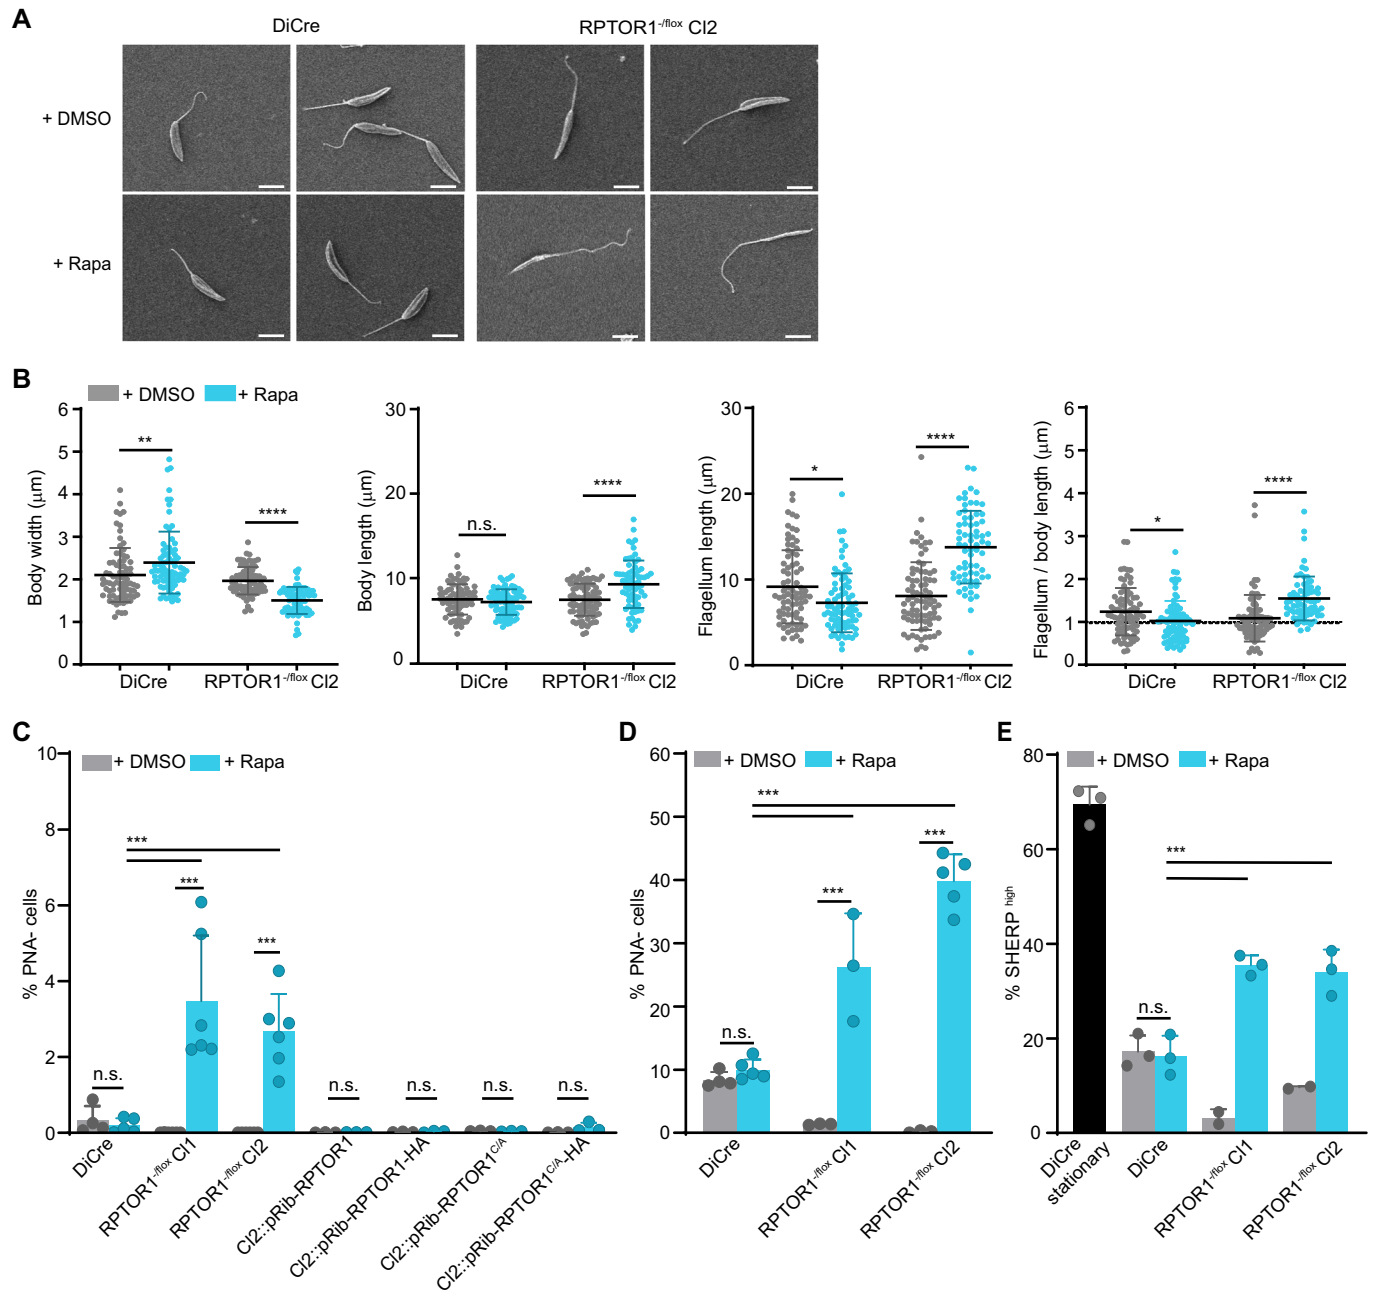 A
DiCre
RPTOR1-/flox Cl2
+ DMSO
+ Rapa
B
+ DMSO
+ Rapa
Body width (μm)
6
5
4
3
2
1
0
**
****
DiCre
RPTOR1-/flox Cl2
Body length (μm)
30
20
10
0
n.s.
****
DiCre
RPTOR1-/flox Cl2
Flagellum length (μm)
30
20
10
0
*
****
DiCre
RPTOR1-/flox Cl2
Flagellum / body length (μm)
6
5
4
3
2
1
0
*
****
DiCre
RPTOR1-/flox Cl2
C
+ DMSO
+ Rapa
% PNA- cells
10
8
6
4
2
0
***
***
***
n.s.
n.s.
n.s.
n.s.
n.s.
DiCre
RPTOR1-/flox Cl1
RPTOR1-/flox Cl2
Cl2::pRib-RPTOR1
Cl2::pRib-RPTOR1-HA
Cl2::pRib-RPTOR1C/A
Cl2::pRib-RPTOR1C/A-HA
D
+ DMSO
+ Rapa
% PNA- cells
60
50
40
30
20
10
0
***
***
***
n.s.
DiCre
RPTOR1-/flox Cl1
RPTOR1-/flox Cl2
E
+ DMSO
+ Rapa
% SHERP high
80
60
40
20
0
***
n.s.
DiCre stationary
DiCre
RPTOR1-/flox Cl1
RPTOR1-/flox Cl2